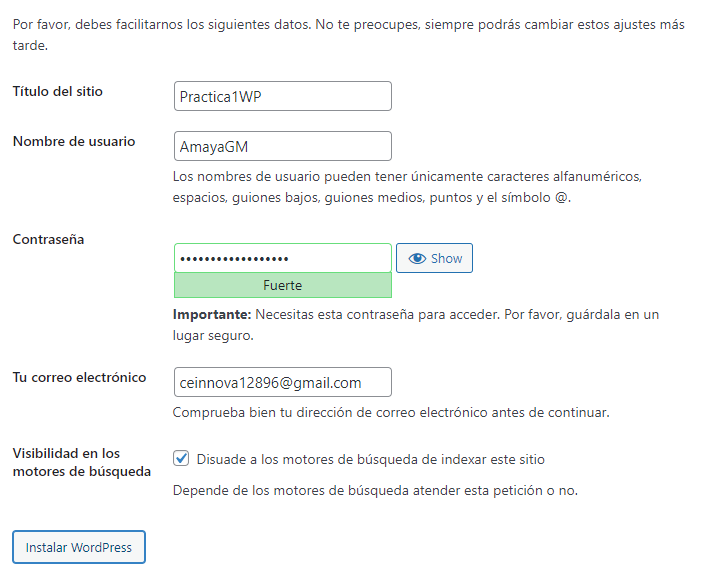 Por favor, debes facilitarnos los siguientes datos. No te preocupes, siempre podrás cambiar estos ajustes más
tarde.
Título del sitio
Practica1WP
Nombre de usuario
AmayaGM
Los nombres de usuario pueden tener únicamente caracteres alfanuméricos,
espacios, guiones bajos, guiones medios, puntos y el símbolo @.
Contraseña
••••••••••••••••••
Show
Fuerte
Importante: Necesitas esta contraseña para acceder. Por favor, guárdala en un
lugar seguro.
Tu correo electrónico
ceinnova12896@gmail.com
Comprueba bien tu dirección de correo electrónico antes de continuar.
Visibilidad en los
motores de búsqueda
Disuade a los motores de búsqueda de indexar este sitio
Depende de los motores de búsqueda atender esta petición o no.
Instalar WordPress